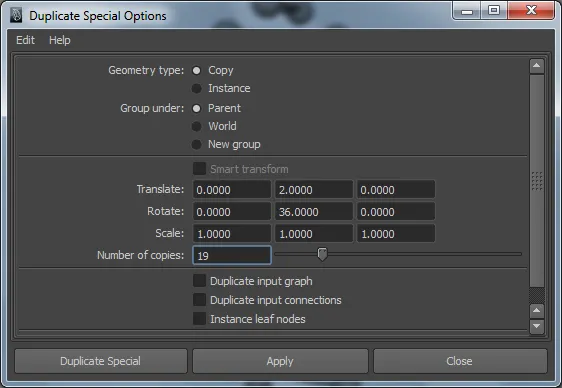 Duplicate Special Options
Edit Help
Geometry type: Copy
Instance
Group under: Parent
World
New group
Smart transform
Translate: 0.0000 2.0000 0.0000
Rotate: 0.0000 36.0000 0.0000
Scale: 1.0000 1.0000 1.0000
Number of copies: 19
Duplicate input graph
Duplicate input connections
Instance leaf nodes
Duplicate Special Apply Close